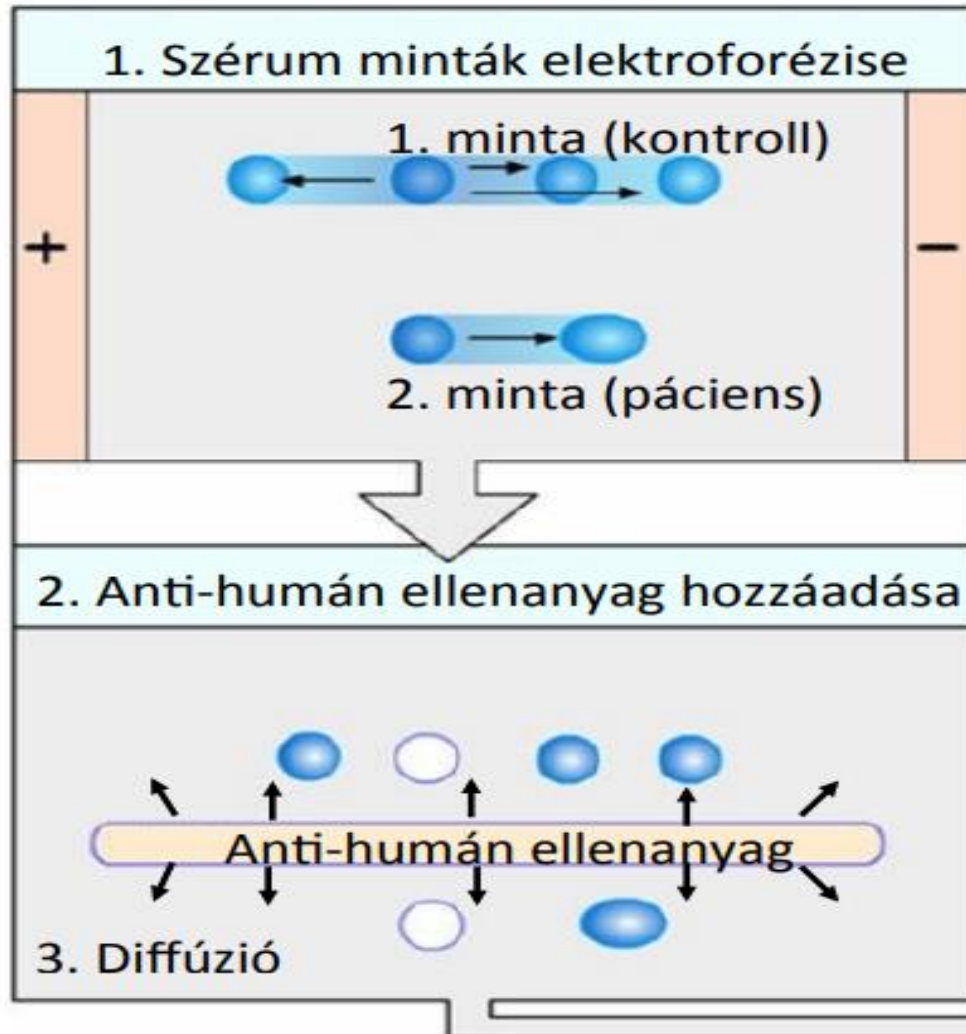 1. Szérum minták elektroforézise
1. minta (kontroll)
+
−
2. minta (páciens)
2. Anti-humán ellenanyag hozzáadása
Anti-humán ellenanyag
3. Diffúzió